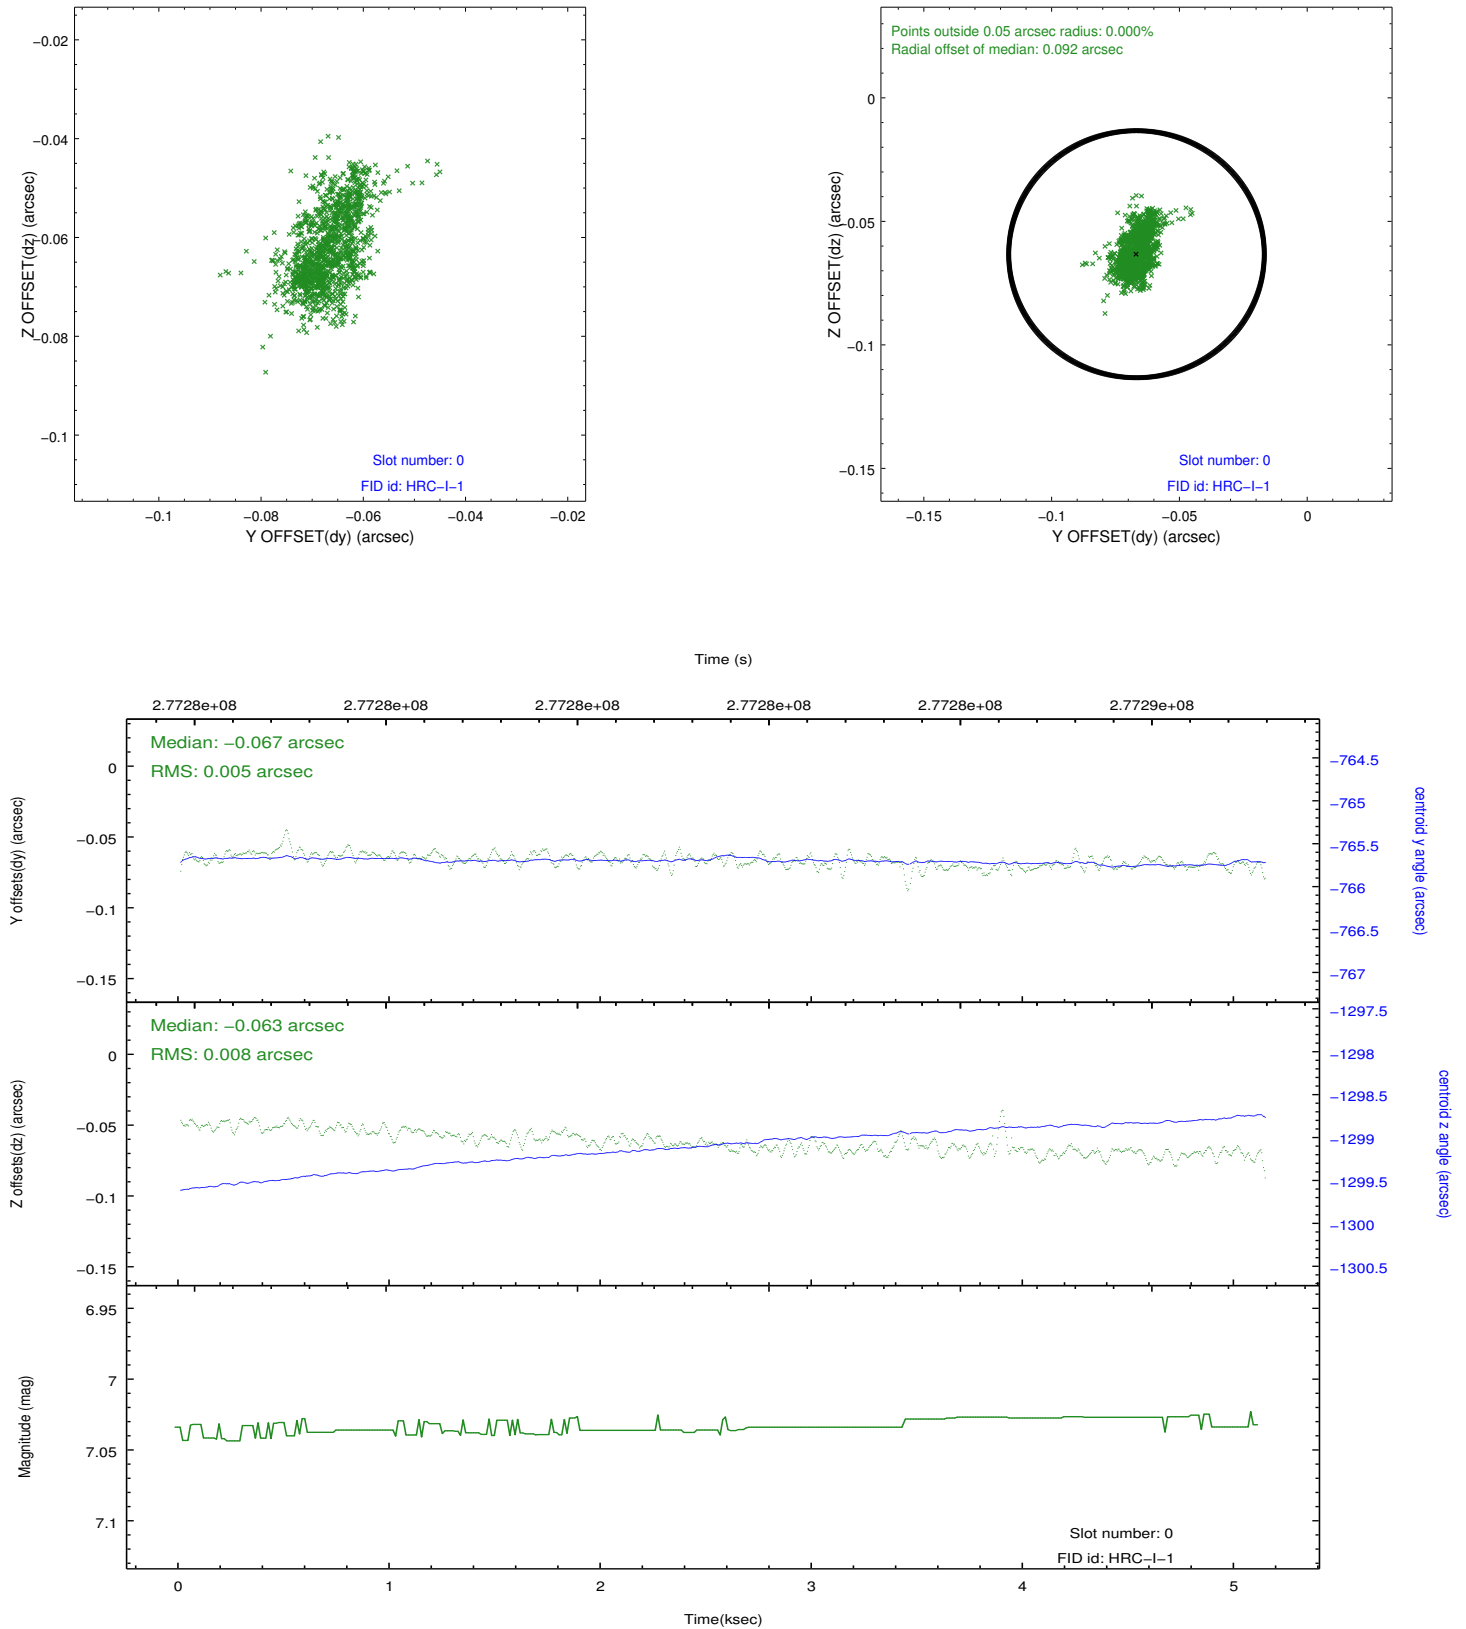 −0.02
−0.04
−0.06
−0.08
−0.1
Z OFFSET(dz) (arcsec)
Slot number: 0
FID id: HRC−I−1
−0.1
−0.08
−0.06
−0.04
−0.02
Y OFFSET(dy) (arcsec)
Points outside 0.05 arcsec radius: 0.000%
Radial offset of median: 0.092 arcsec
0
−0.05
−0.1
−0.15
Z OFFSET(dz) (arcsec)
Slot number: 0
FID id: HRC−I−1
−0.15
−0.1
−0.05
0
Y OFFSET(dy) (arcsec)
Time (s)
2.7728e+08
2.7728e+08
2.7728e+08
2.7728e+08
2.7728e+08
2.7729e+08
Median: −0.067 arcsec
RMS: 0.005 arcsec
0
−0.05
−0.1
−0.15
Y offsets(dy) (arcsec)
−764.5
−765
−765.5
−766
−766.5
−767
centroid y angle (arcsec)
Median: −0.063 arcsec
RMS: 0.008 arcsec
0
−0.05
−0.1
−0.15
Z offsets(dz) (arcsec)
−1297.5
−1298
−1298.5
−1299
−1299.5
−1300
−1300.5
centroid z angle (arcsec)
6.95
7
7.05
7.1
Magnitude (mag)
Slot number: 0
FID id: HRC−I−1
0
1
2
3
4
5
Time(ksec)